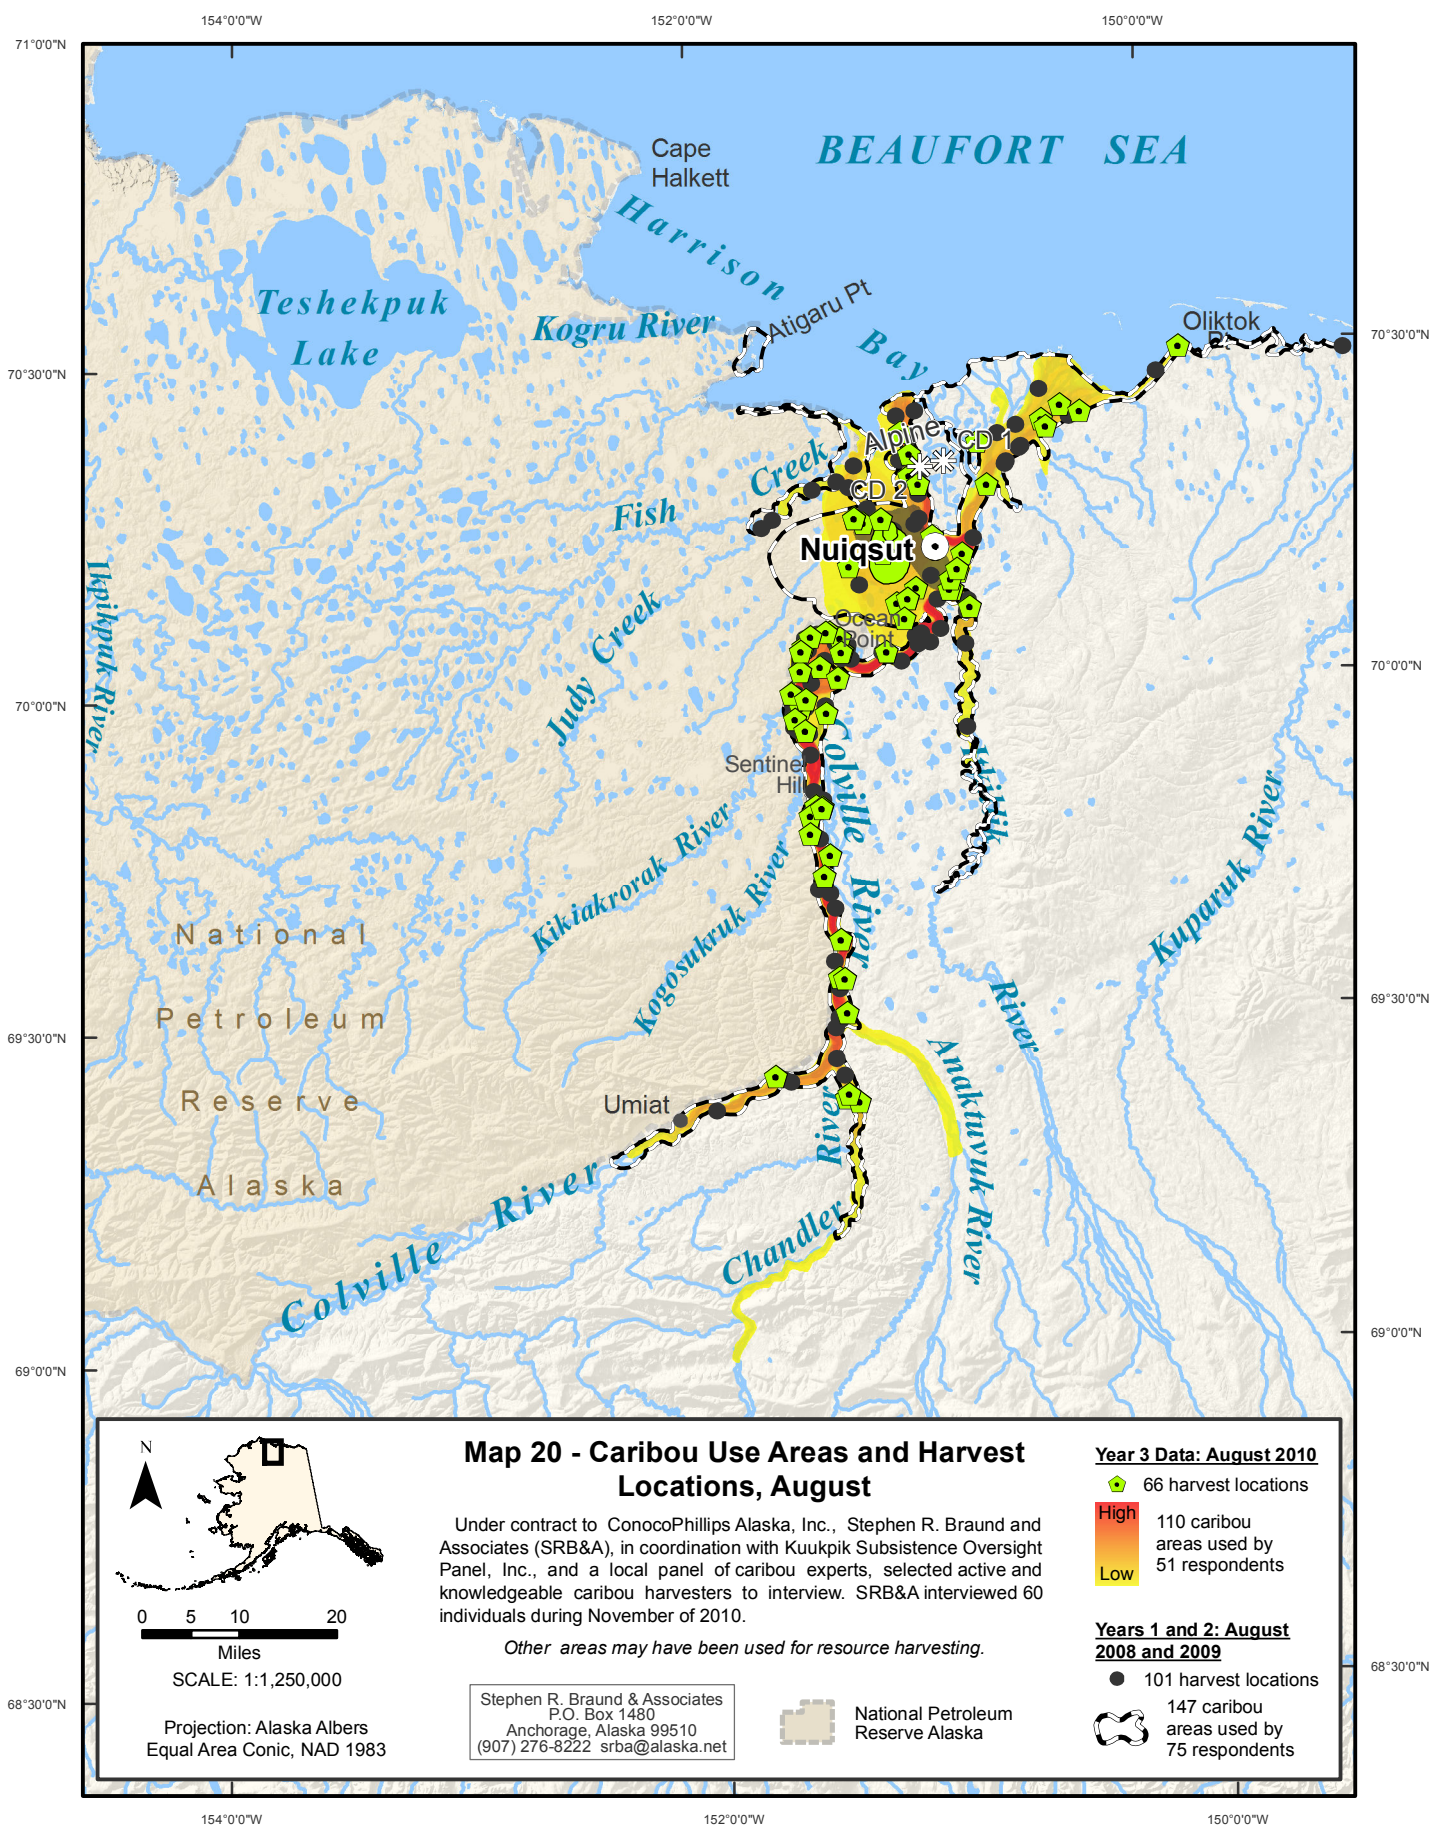 154°0'0"W
152°0'0"W
150°0'0"W
71°0'0"N
70°30'0"N
70°0'0"N
69°30'0"N
69°0'0"N
68°30'0"N
70°30'0"N
70°0'0"N
69°30'0"N
69°0'0"N
68°30'0"N
BEAUFORT SEA
Cape
Halkett
Harrison
Bay
Teshekpuk
Lake
Kogru River
Atigaru Pt
Oliktok
Alpine
CD 1
CD 2
Fish
Creek
Nuiqsut
Ocean
Point
Judy Creek
Ikpikpuk River
Sentinel
Hill
Colville
River
Itkillik
River
Kikiakrorak River
Kogosukruk River
Kuparuk River
National
Petroleum
Reserve
Alaska
Umiat
Anaktuvuk River
Chandler
River
Colville River
N
0 5 10 20
Miles
SCALE: 1:1,250,000
Projection: Alaska Albers
Equal Area Conic, NAD 1983
Map 20 - Caribou Use Areas and Harvest
Locations, August
Under contract to ConocoPhillips Alaska, Inc., Stephen R. Braund and
Associates (SRB&A), in coordination with Kuukpik Subsistence Oversight
Panel, Inc., and a local panel of caribou experts, selected active and
knowledgeable caribou harvesters to interview. SRB&A interviewed 60
individuals during November of 2010.
Other areas may have been used for resource harvesting.
Stephen R. Braund & Associates
P.O. Box 1480
Anchorage, Alaska 99510
(907) 276-8222 srba@alaska.net
National Petroleum
Reserve Alaska
Year 3 Data: August 2010
66 harvest locations
High
Low
110 caribou
areas used by
51 respondents
Years 1 and 2: August
2008 and 2009
101 harvest locations
147 caribou
areas used by
75 respondents
154°0'0"W
152°0'0"W
150°0'0"W